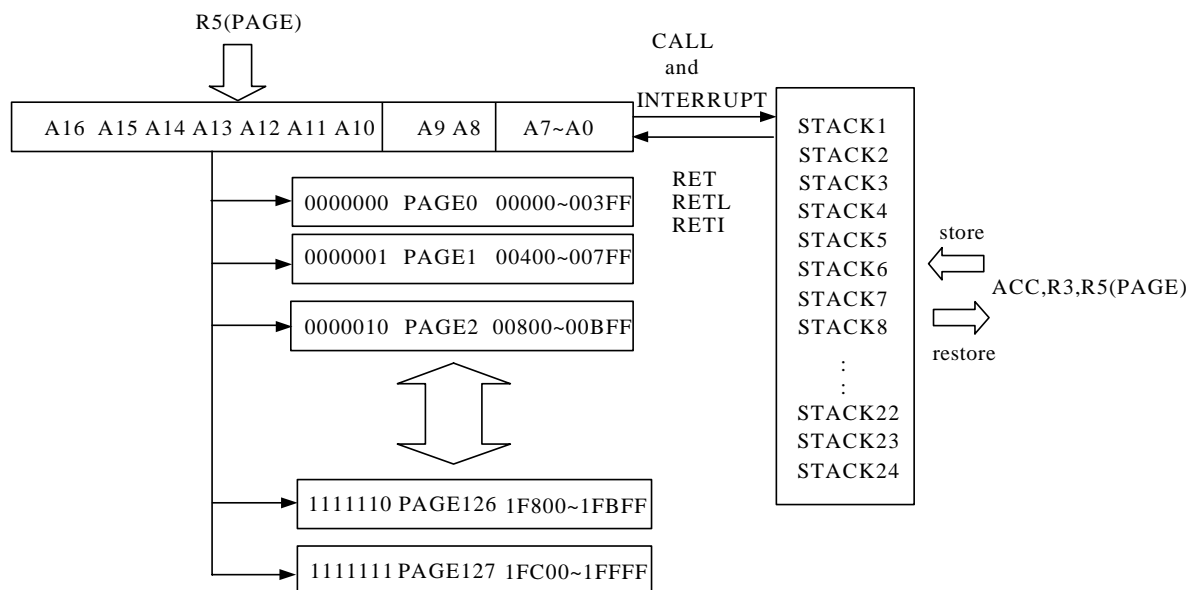 R5(PAGE)
A16 A15 A14 A13 A12 A11 A10 A9 A8 A7~A0
CALL
and
INTERRUPT
RET
RETL
RETI
0000000 PAGE0 00000~003FF
0000001 PAGE1 00400~007FF
0000010 PAGE2 00800~00BFF
1111110 PAGE126 1F800~1FBFF
1111111 PAGE127 1FC00~1FFFF
STACK1
STACK2
STACK3
STACK4
STACK5
STACK6
STACK7
STACK8
:
:
STACK22
STACK23
STACK24
store
ACC,R3,R5(PAGE)
restore